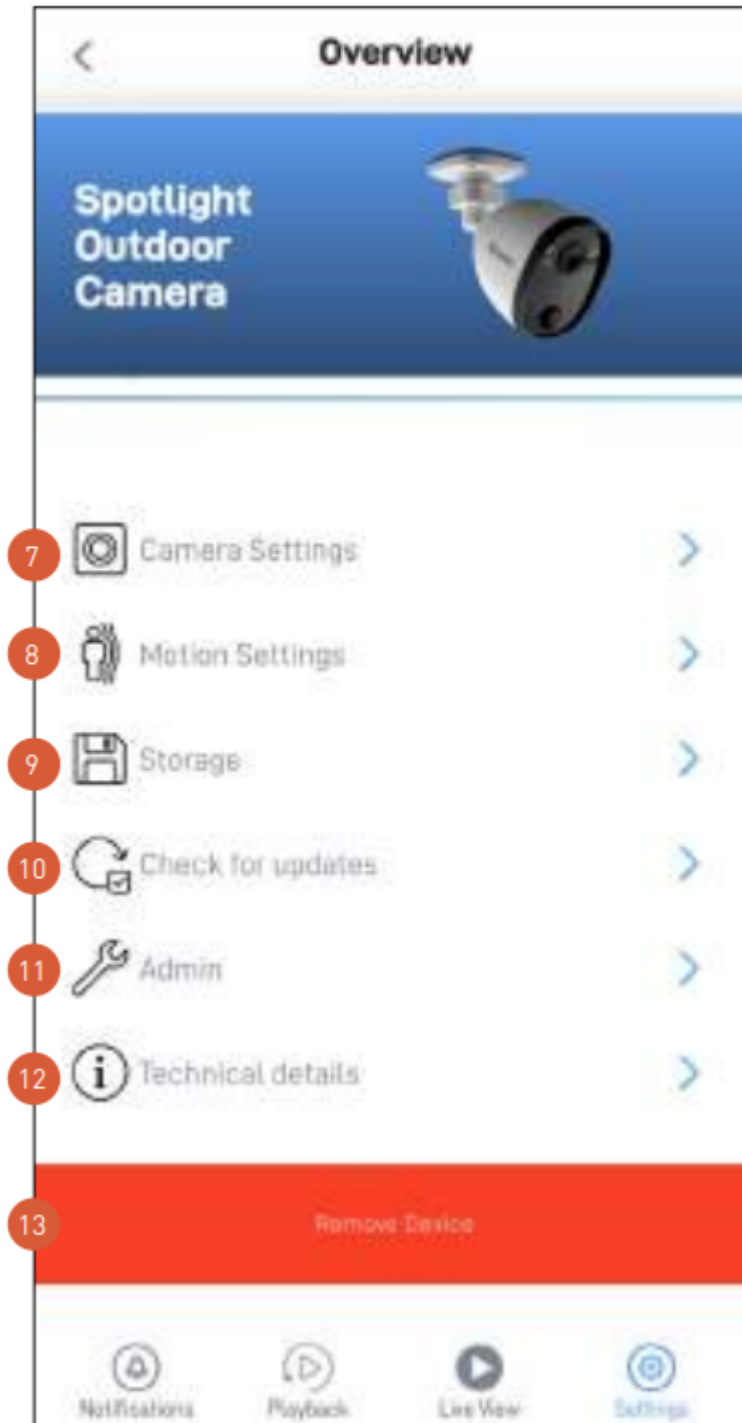 Overview
Spotlight
Outdoor
Camera
7 Camera Settings
8 Motion Settings
9 Storage
10 Check for updates
11 Admin
12 i Technical details
13 Remove Device
Notifications Playback Live View Settings